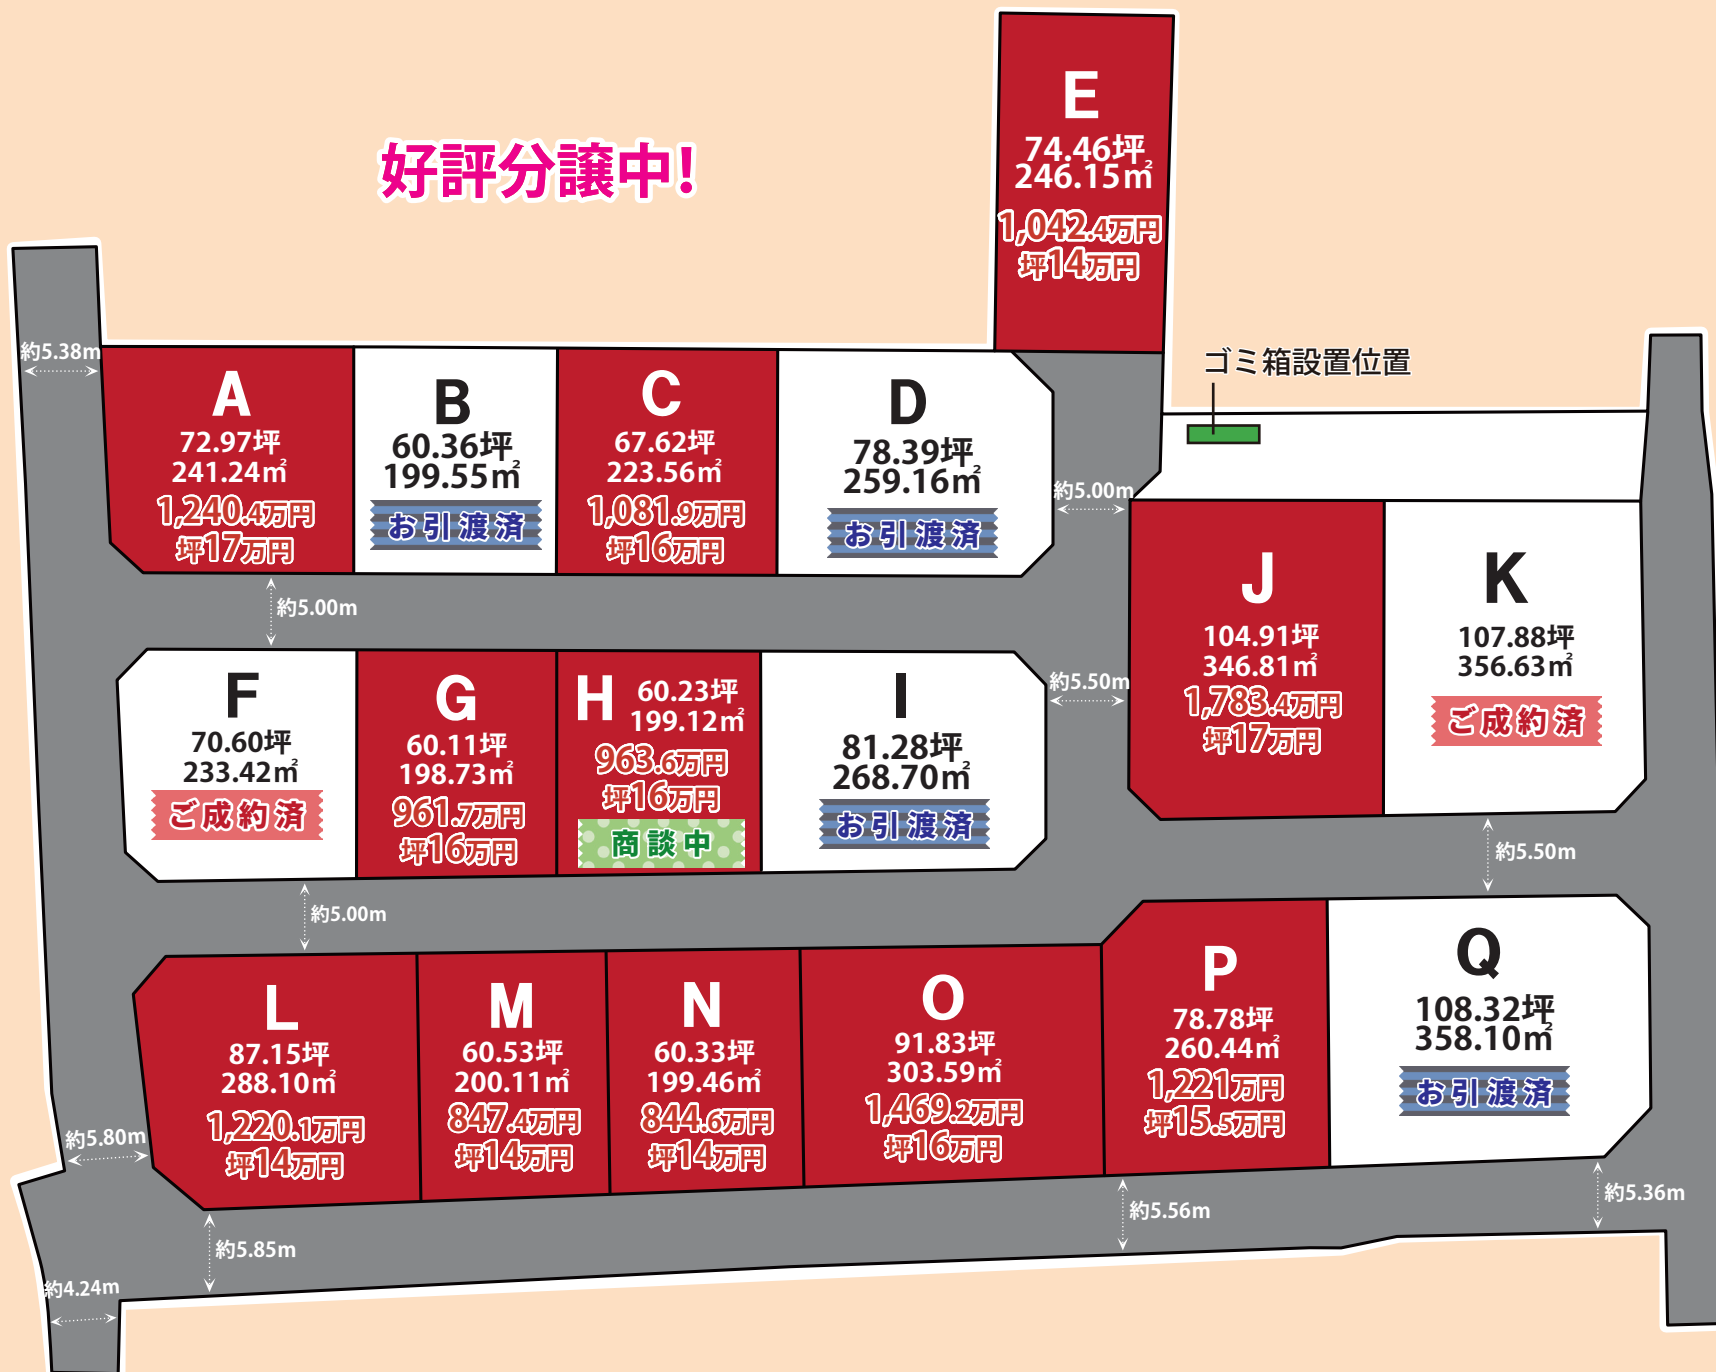 好評分譲中!
E
74.46坪
246.15㎡
1,042.4万円
坪14万円
ゴミ箱設置位置
約5.38m
A
72.97坪
241.24㎡
1,240.4万円
坪17万円
B
60.36坪
199.55㎡
お引渡済
C
67.62坪
223.56㎡
1,081.9万円
坪16万円
D
78.39坪
259.16㎡
お引渡済
約5.00m
約5.00m
J
104.91坪
346.81㎡
1,783.4万円
坪17万円
K
107.88坪
356.63㎡
ご成約済
F
70.60坪
233.42㎡
ご成約済
G
60.11坪
198.73㎡
961.7万円
坪16万円
H
60.23坪
199.12㎡
963.6万円
坪16万円
商談中
I
81.28坪
268.70㎡
お引渡済
約5.50m
約5.50m
約5.00m
L
87.15坪
288.10㎡
1,220.1万円
坪14万円
M
60.53坪
200.11㎡
847.4万円
坪14万円
N
60.33坪
199.46㎡
844.6万円
坪14万円
O
91.83坪
303.59㎡
1,469.2万円
坪16万円
P
78.78坪
260.44㎡
1,221万円
坪15.5万円
Q
108.32坪
358.10㎡
お引渡済
約5.80m
約5.36m
約5.56m
約5.85m
約4.24m